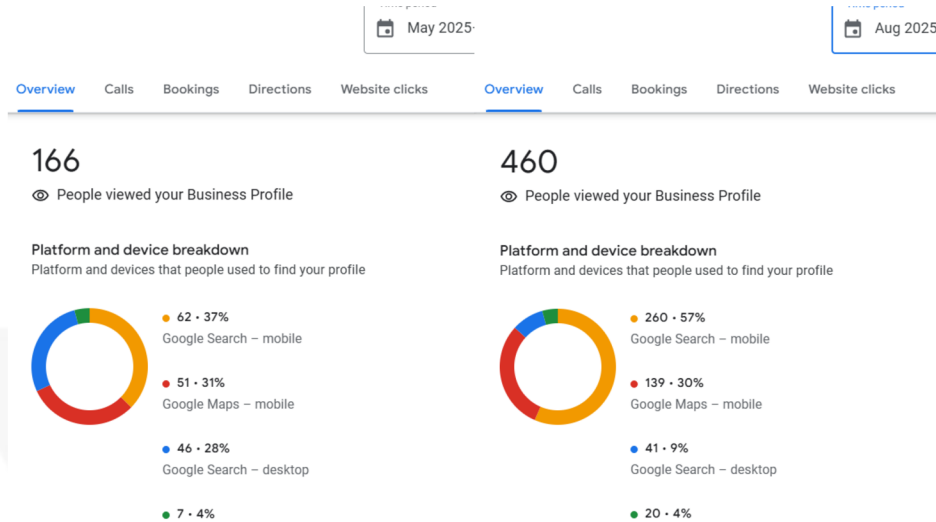 May 2025-
Overview Calls Bookings Directions Website clicks
166
People viewed your Business Profile
Platform and device breakdown
Platform and devices that people used to find your profile
62 • 37%
Google Search – mobile
51 • 31%
Google Maps – mobile
46 • 28%
Google Search – desktop
7 • 4%
Aug 2025
Overview Calls Bookings Directions Website clicks
460
People viewed your Business Profile
Platform and device breakdown
Platform and devices that people used to find your profile
260 • 57%
Google Search – mobile
139 • 30%
Google Maps – mobile
41 • 9%
Google Search – desktop
20 • 4%